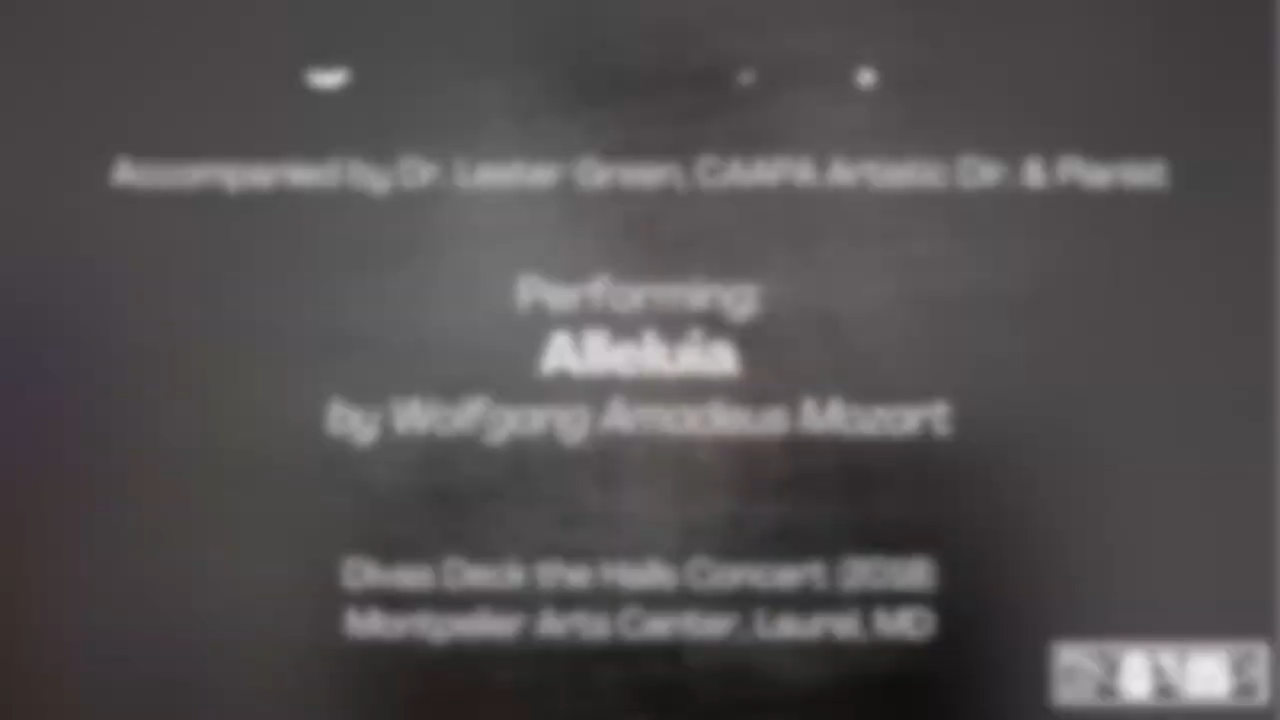 Accompanied by Dr. Lester Green, CAAPA Artistic Dir. & Pianist
Performing:
Alleluia
by Wolfgang Amadeus Mozart
Divas Deck the Halls Concert
Montpelier Arts Center, Laurel, MD